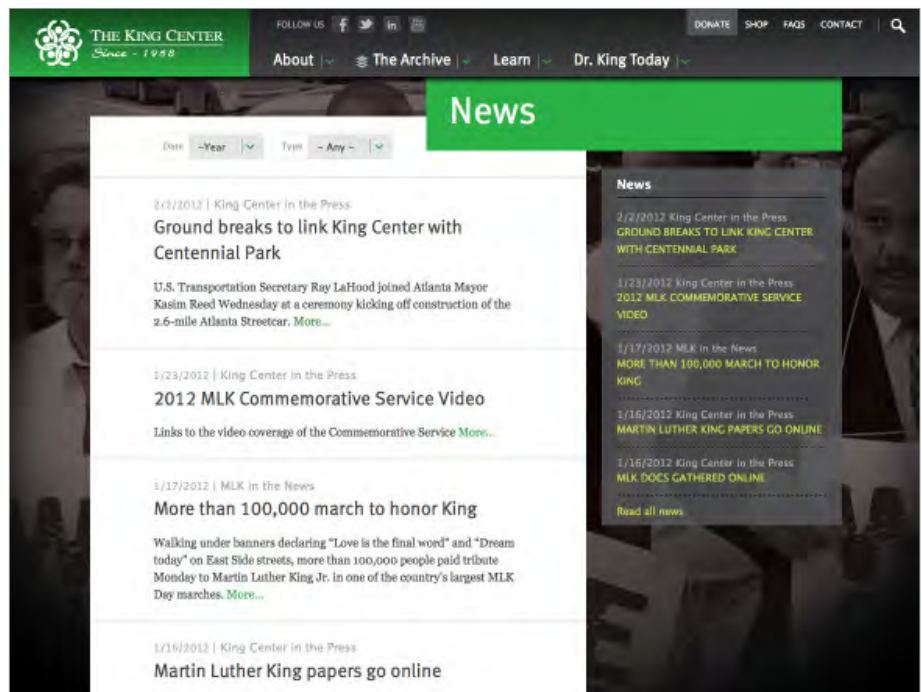 THE KING CENTER
Since - 1968
FOLLOW US
DONATE SHOP FAQS CONTACT
About The Archive Learn Dr. King Today
News
Date –Year Type – Any –
2/2/2012 | King Center in the Press
Ground breaks to link King Center with
Centennial Park
U.S. Transportation Secretary Ray LaHood joined Atlanta Mayor
Kasim Reed Wednesday at a ceremony kicking off construction of the
2.6-mile Atlanta Streetcar. More...
1/23/2012 | King Center in the Press
2012 MLK Commemorative Service Video
Links to the video coverage of the Commemorative Service More...
1/17/2012 | MLK in the News
More than 100,000 march to honor King
Walking under banners declaring “Love is the final word” and “Dream
today” on East Side streets, more than 100,000 people paid tribute
Monday to Martin Luther King Jr. in one of the country's largest MLK
Day marches. More...
1/16/2012 | King Center in the Press
Martin Luther King papers go online
News
2/2/2012 King Center in the Press
GROUND BREAKS TO LINK KING CENTER
WITH CENTENNIAL PARK
1/23/2012 King Center in the Press
2012 MLK COMMEMORATIVE SERVICE
VIDEO
1/17/2012 MLK in the News
MORE THAN 100,000 MARCH TO HONOR
KING
1/16/2012 King Center in the Press
MARTIN LUTHER KING PAPERS GO ONLINE
1/16/2012 King Center in the Press
MLK DOCS GATHERED ONLINE
Read all news